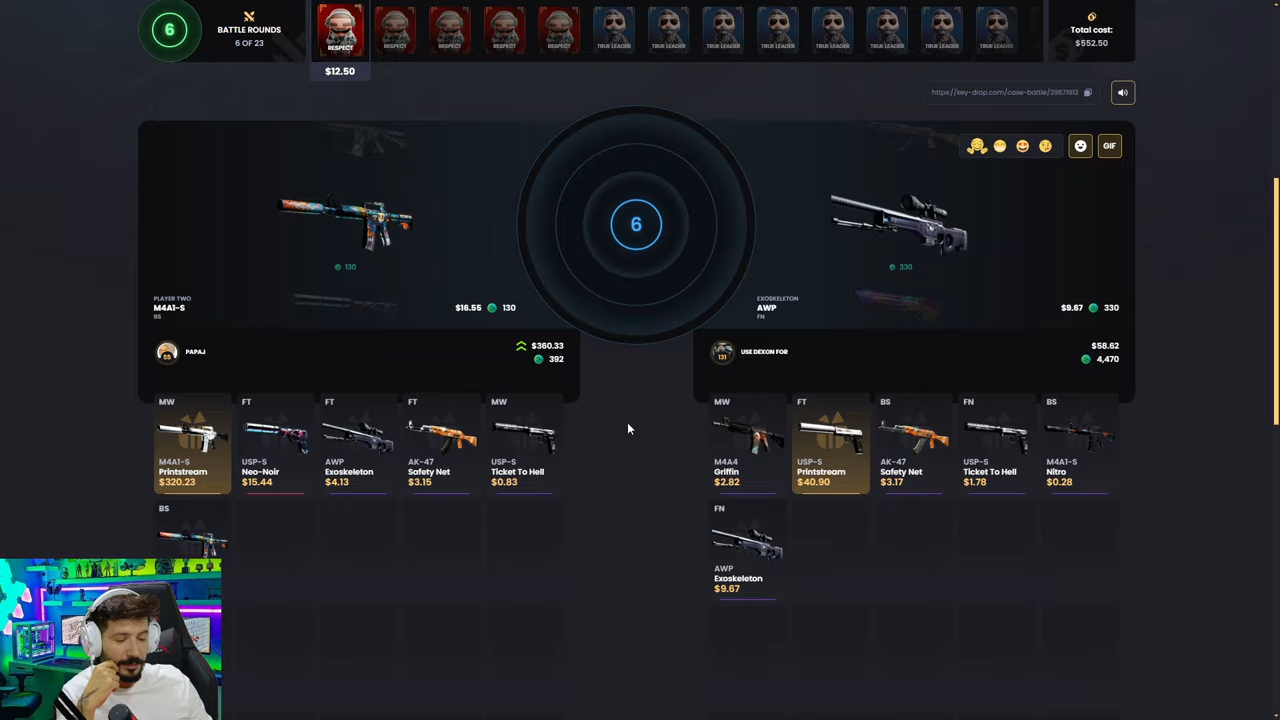 6
BATTLE ROUNDS
6 OF 23
RESPECT
RESPECT
RESPECT
RESPECT
RESPECT
TRUE LEADER
TRUE LEADER
TRUE LEADER
TRUE LEADER
TRUE LEADER
TRUE LEADER
TRUE LEADER
TRUE LEADER
Total cost:
$552.50
$12.50
https://key-drop.com/case-battle/39671913
GIF
6
130
330
PLAYER TWO
M4A1-S
BS
$16.55 130
EXOSKELETON
AWP
FN
$9.67 330
55
PAPAJ
$360.33
392
131
USE DEXON FOR
$58.62
4,470
MW
M4A1-S
Printstream
$320.23
FT
USP-S
Neo-Noir
$15.44
FT
AWP
Exoskeleton
$4.13
FT
AK-47
Safety Net
$3.15
MW
USP-S
Ticket To Hell
$0.83
MW
M4A4
Griffin
$2.82
FT
USP-S
Printstream
$40.90
BS
AK-47
Safety Net
$3.17
FN
USP-S
Ticket To Hell
$1.78
BS
M4A1-S
Nitro
$0.28
BS
FN
AWP
Exoskeleton
$9.67